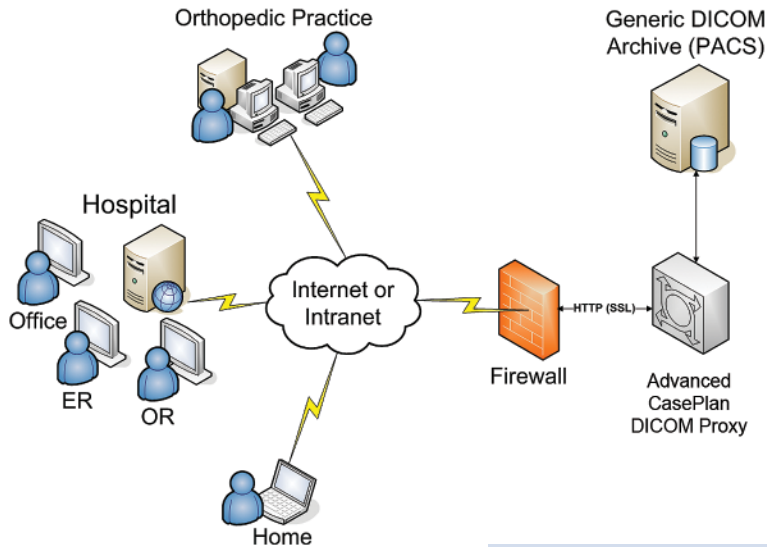 Orthopedic Practice
Generic DICOM
Archive (PACS)
Hospital
Office
ER
OR
Internet or
Intranet
HTTP (SSL)
Firewall
Advanced
CasePlan
DICOM Proxy
Home